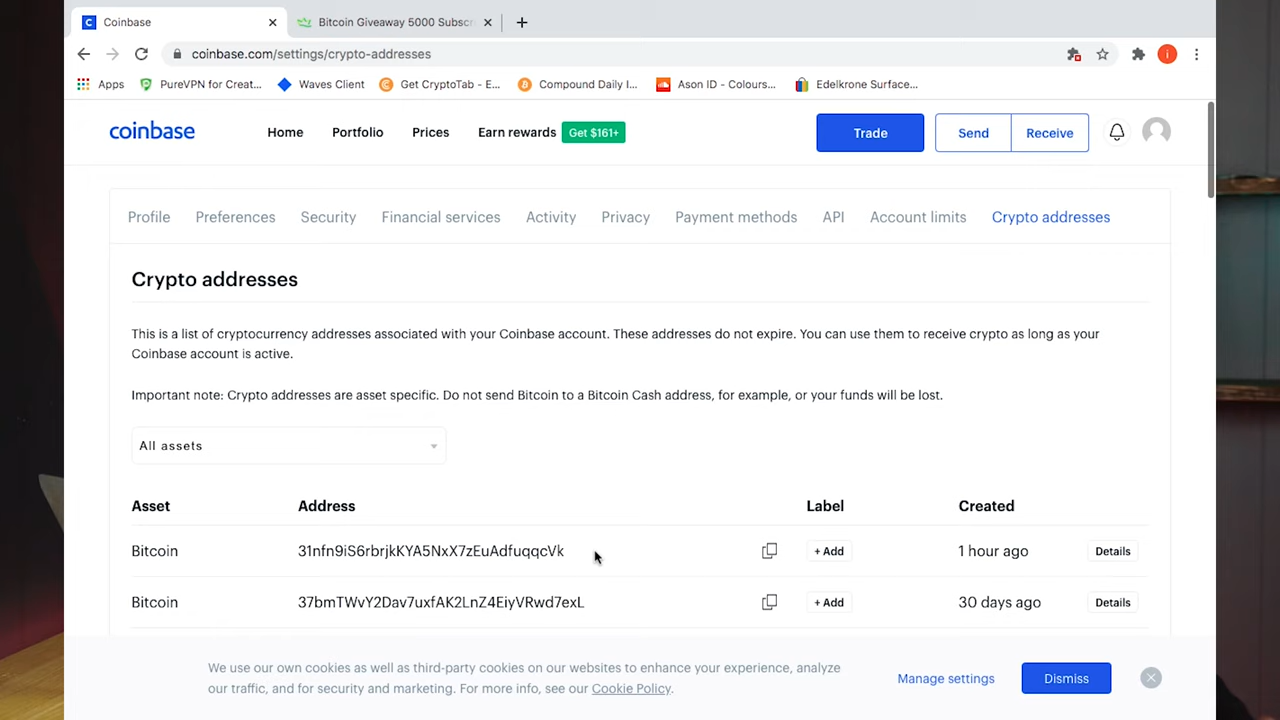 Coinbase
Bitcoin Giveaway 5000 Subscr
coinbase.com/settings/crypto-addresses
Apps
PureVPN for Creat...
Waves Client
Get CryptoTab - E...
Compound Daily I...
Ason ID - Colours...
Edelkrone Surface...
coinbase
Home
Portfolio
Prices
Earn rewards
Get $161+
Trade
Send
Receive
Profile
Preferences
Security
Financial services
Activity
Privacy
Payment methods
API
Account limits
Crypto addresses
Crypto addresses
This is a list of cryptocurrency addresses associated with your Coinbase account. These addresses do not expire. You can use them to receive crypto as long as your
Coinbase account is active.
Important note: Crypto addresses are asset specific. Do not send Bitcoin to a Bitcoin Cash address, for example, or your funds will be lost.
All assets
Asset Address Label Created
Bitcoin 31nfn9iS6rbrjkKYA5NxX7zEuAdfuqqcVk + Add 1 hour ago Details
Bitcoin 37bmTWvY2Dav7uxfAK2LnZ4EiyVRwd7exL + Add 30 days ago Details
We use our own cookies as well as third-party cookies on our websites to enhance your experience, analyze
our traffic, and for security and marketing. For more info, see our Cookie Policy.
Manage settings
Dismiss